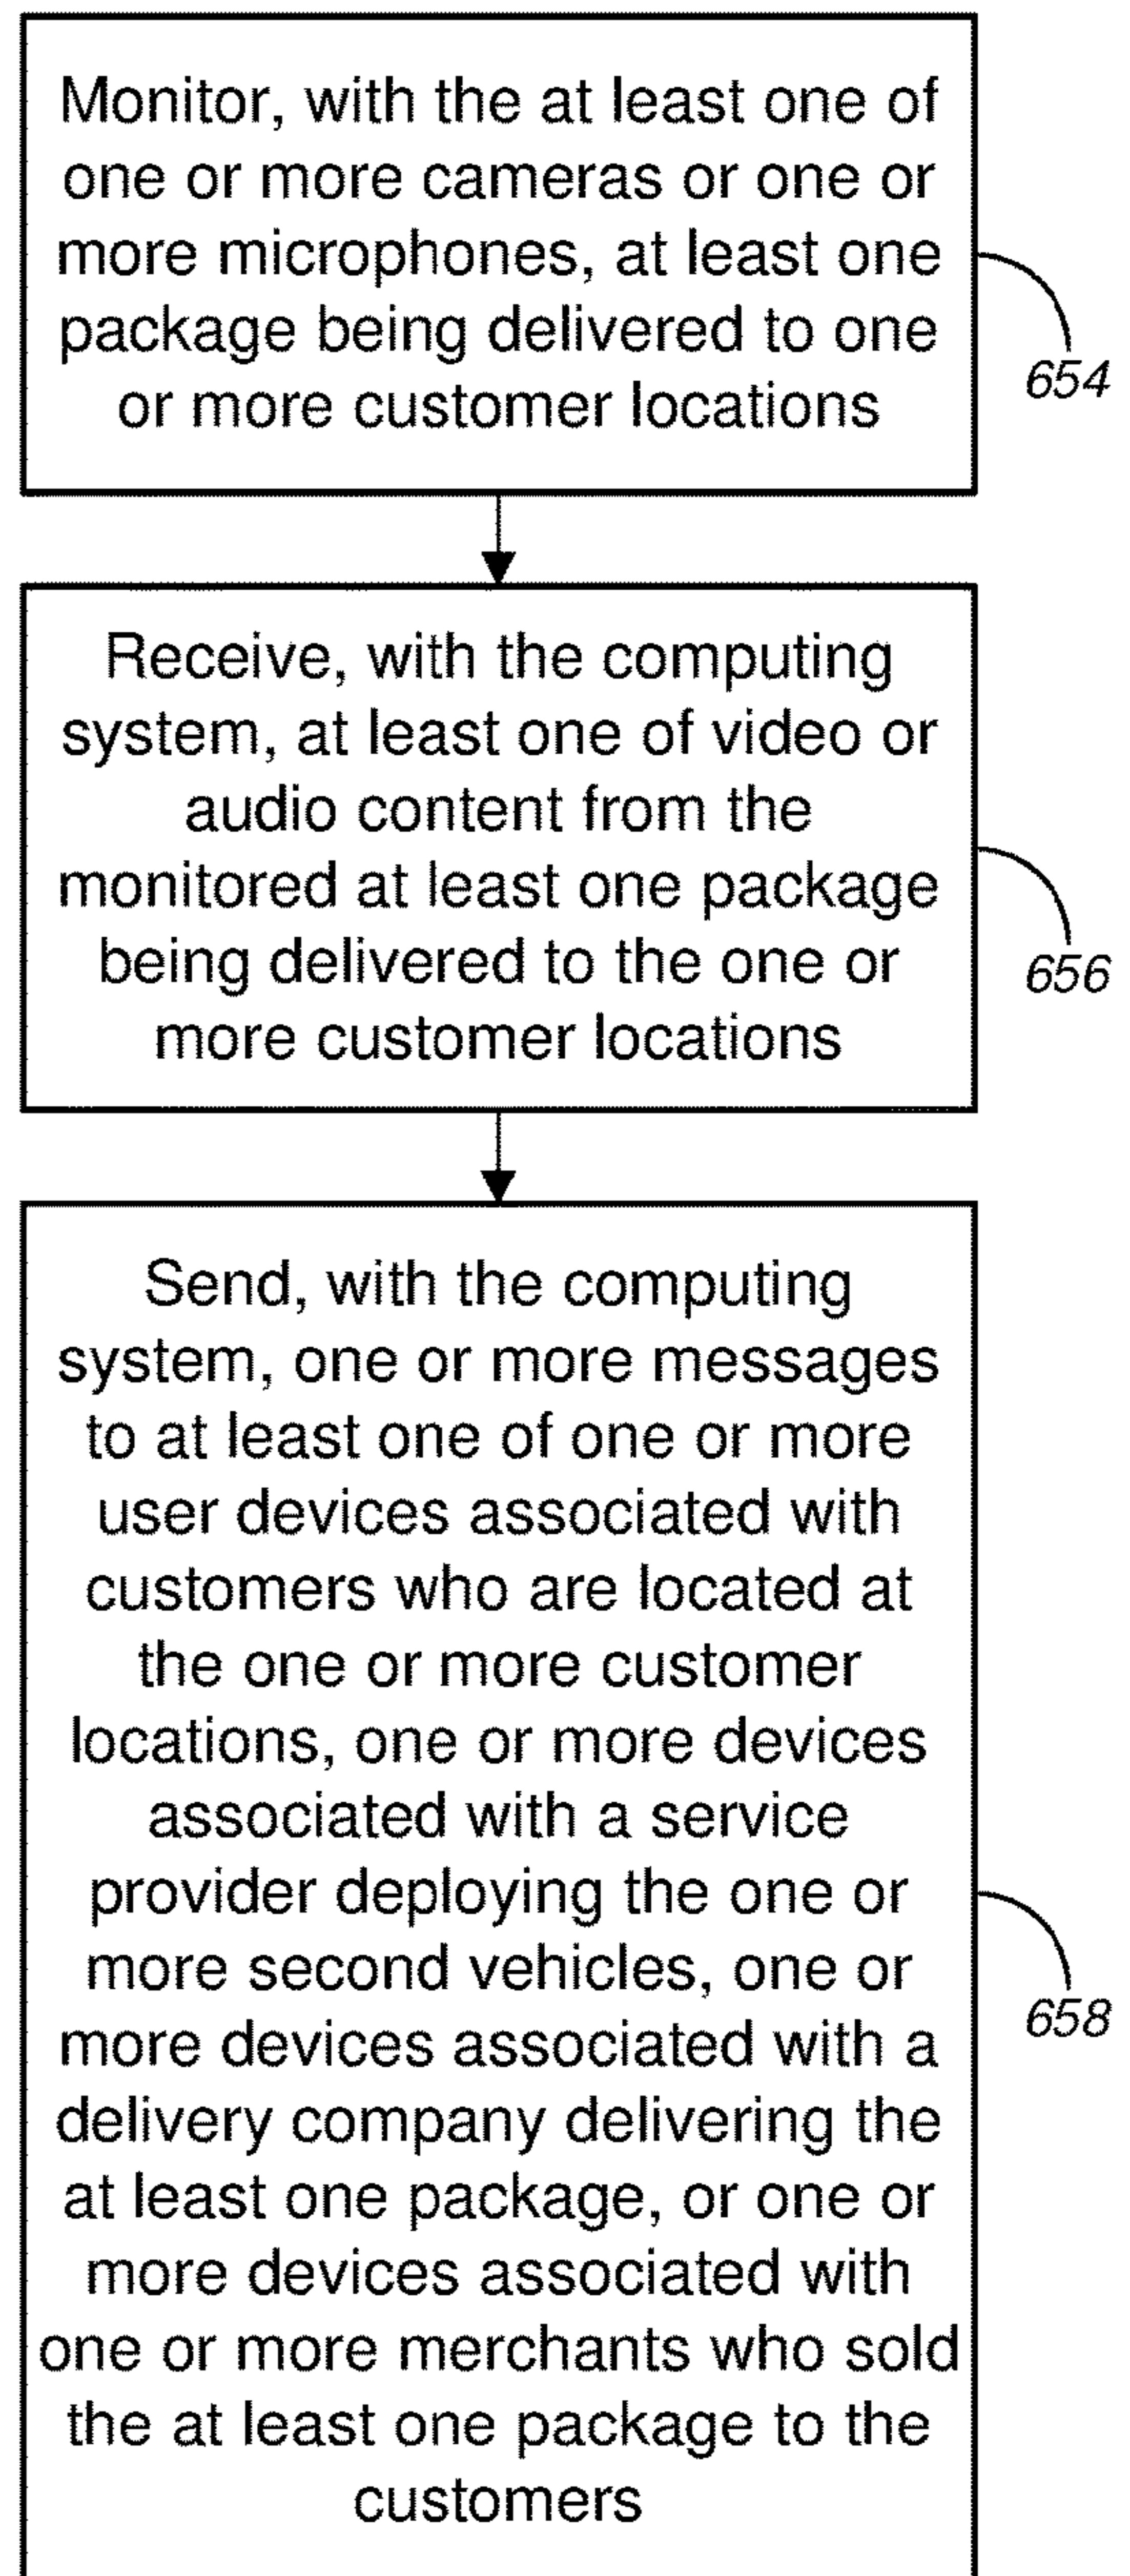 Monitor, with the at least one of
one or more cameras or one or
more microphones, at least one
package being delivered to one
or more customer locations
654
Receive, with the computing
system, at least one of video or
audio content from the
monitored at least one package
being delivered to the one or
more customer locations
656
Send, with the computing
system, one or more messages
to at least one of one or more
user devices associated with
customers who are located at
the one or more customer
locations, one or more devices
associated with a service
provider deploying the one or
more second vehicles, one or
more devices associated with a
delivery company delivering the
at least one package, or one or
more devices associated with
one or more merchants who sold
the at least one package to the
customers
658